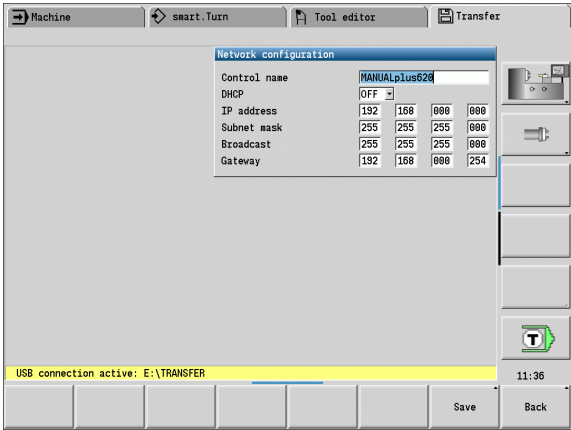 Machine smart.Turn Tool editor Transfer
Network configuration
Control name MANUALplus620
DHCP OFF
IP address 192 168 000 000
Subnet mask 255 255 255 000
Broadcast 255 255 255 000
Gateway 192 168 000 254
T
USB connection active: E:\TRANSFER
11:36
Save Back